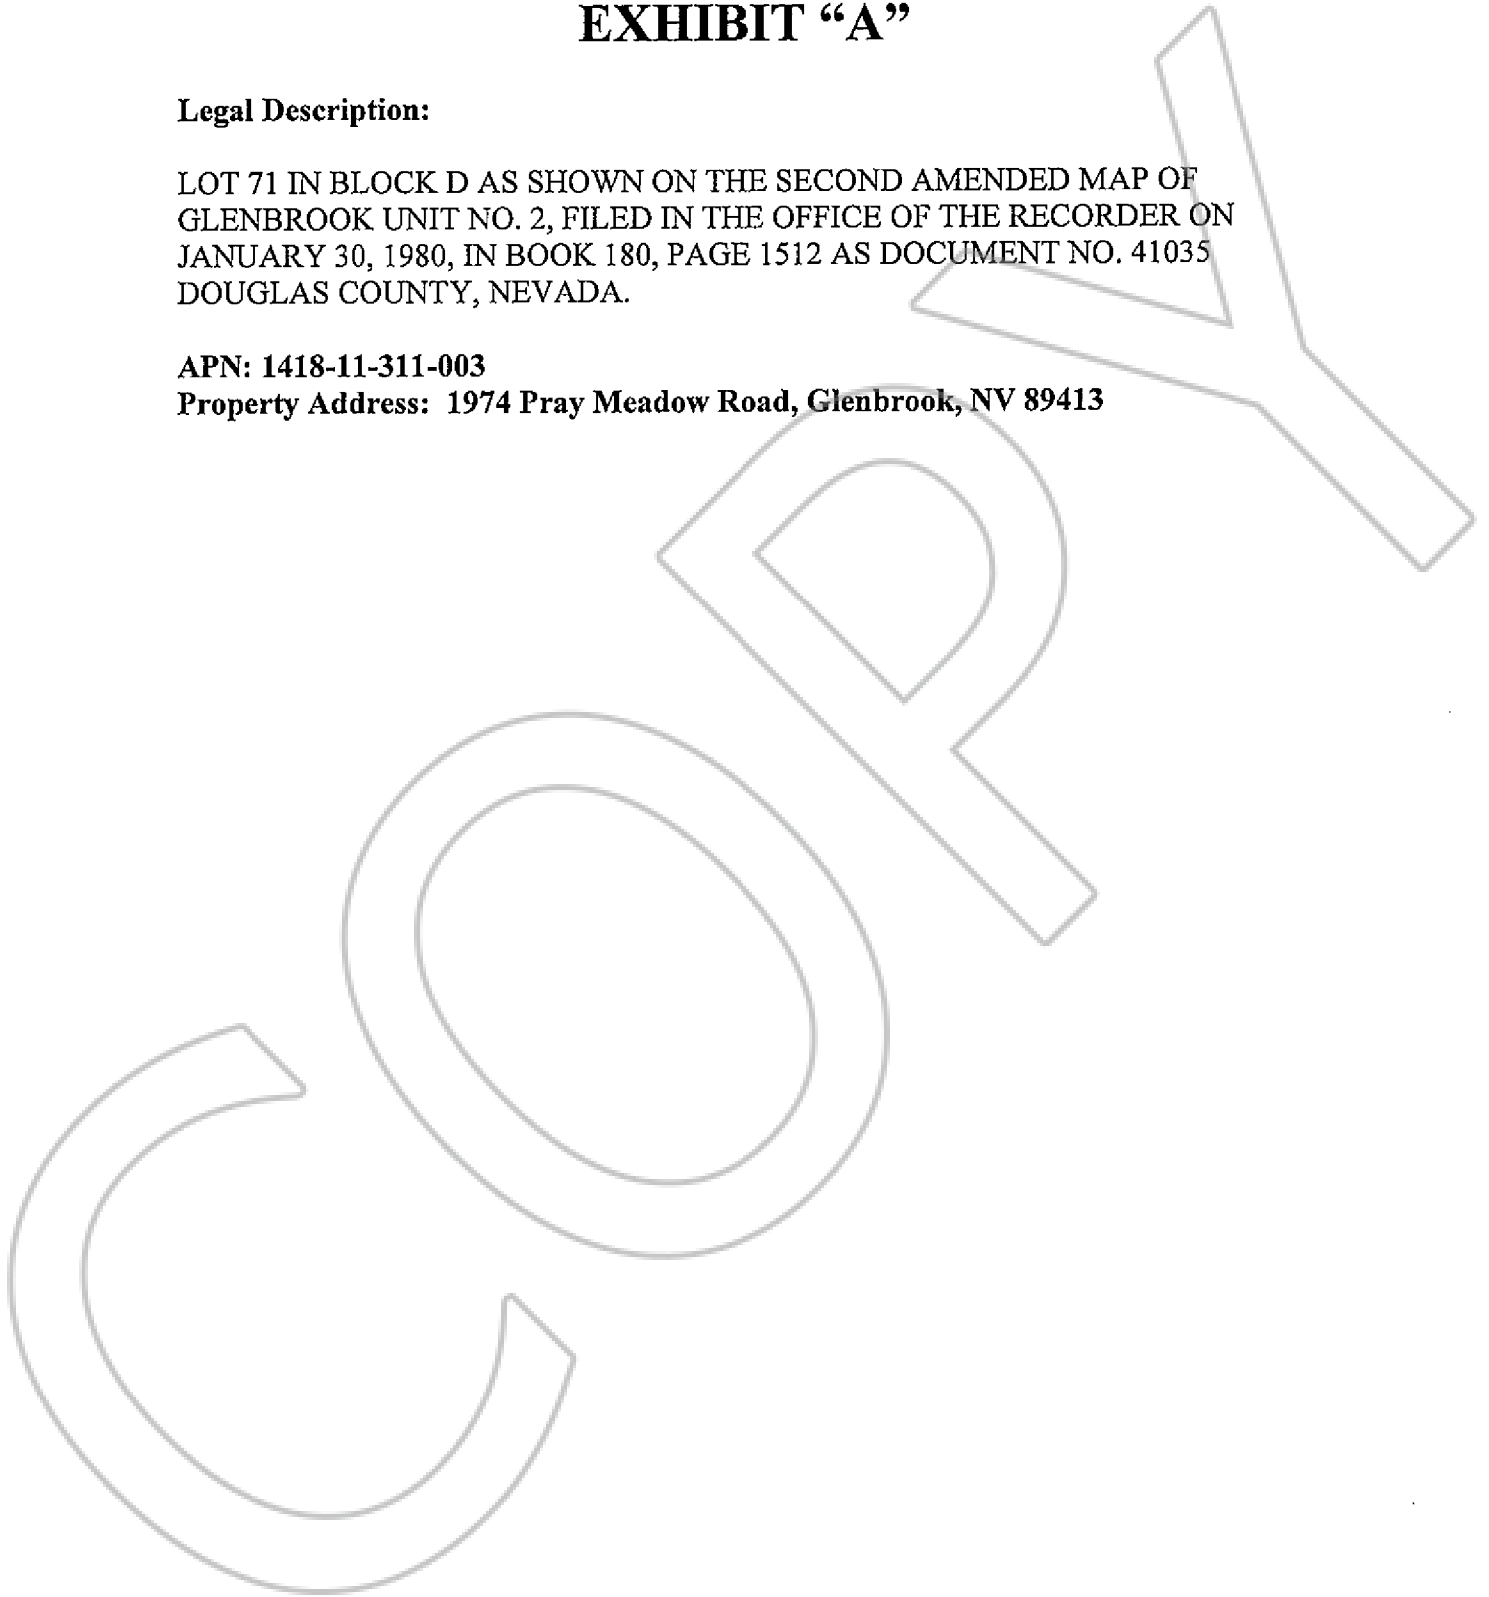 EXHIBIT “A”
Legal Description:
LOT 71 IN BLOCK D AS SHOWN ON THE SECOND AMENDED MAP OF
GLENBROOK UNIT NO. 2, FILED IN THE OFFICE OF THE RECORDER ON
JANUARY 30, 1980, IN BOOK 180, PAGE 1512 AS DOCUMENT NO. 41035
DOUGLAS COUNTY, NEVADA.
APN: 1418-11-311-003
Property Address: 1974 Pray Meadow Road, Glenbrook, NV 89413
COPY